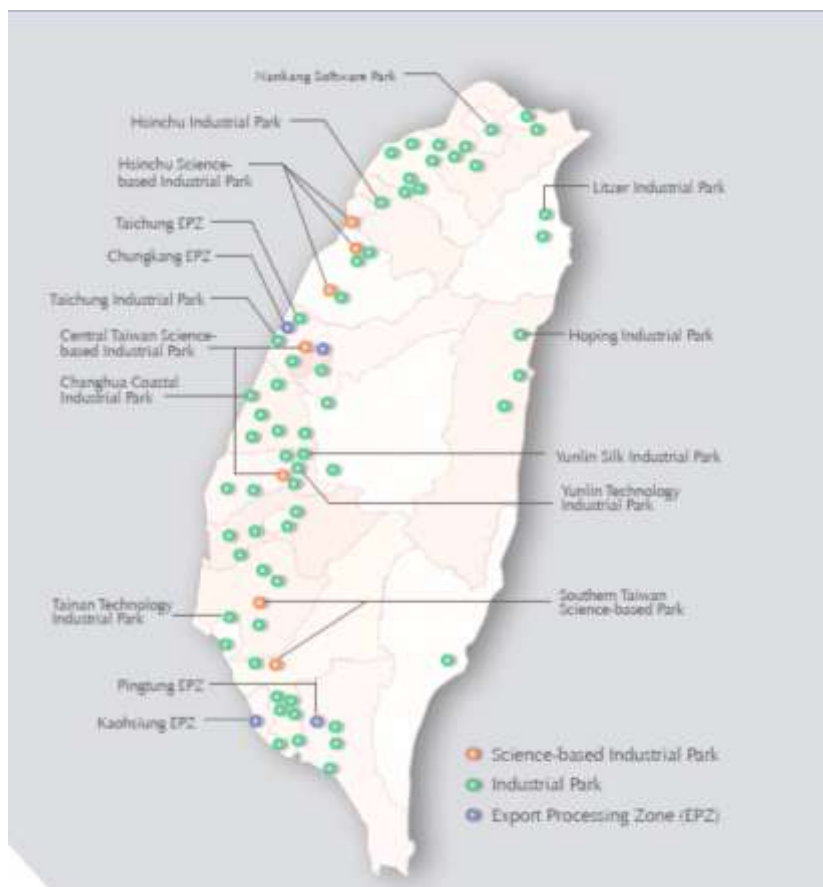 Nankang Software Park
Hsinchu Industrial Park
Hsinchu Science-
based Industrial Park
Lituer Industrial Park
Taichung EPZ
Chungkang EPZ
Taichung Industrial Park
Central Taiwan Science-
based Industrial Park
Hoping Industrial Park
Changhua Coastal
Industrial Park
Yunlin Silk Industrial Park
Yunlin Technology
Industrial Park
Tainan Technology
Industrial Park
Southern Taiwan
Science-based Park
Pingtung EPZ
Kaohsiung EPZ
Science-based Industrial Park
Industrial Park
Export Processing Zone (EPZ)